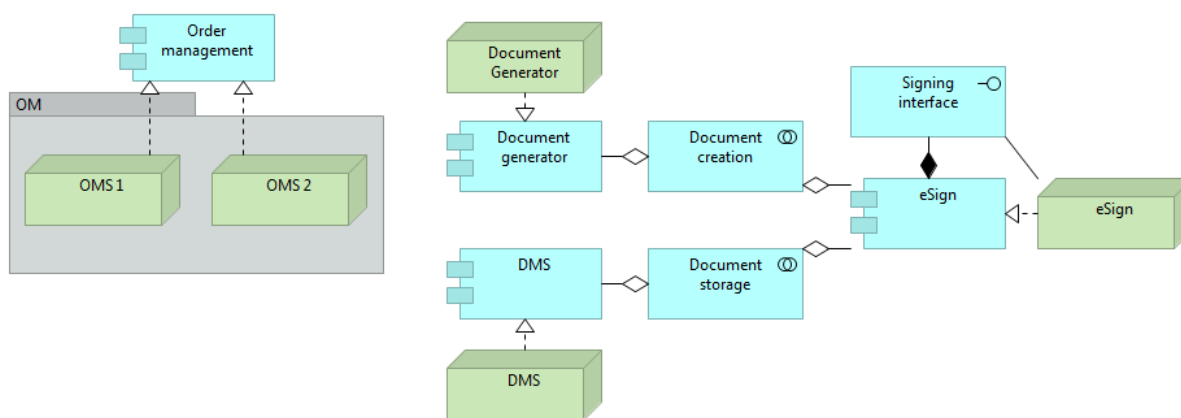 Order
management
OM
OMS 1
OMS 2
Document
Generator
Document
generator
Document
creation
Signing
interface
eSign
eSign
DMS
Document
storage
DMS